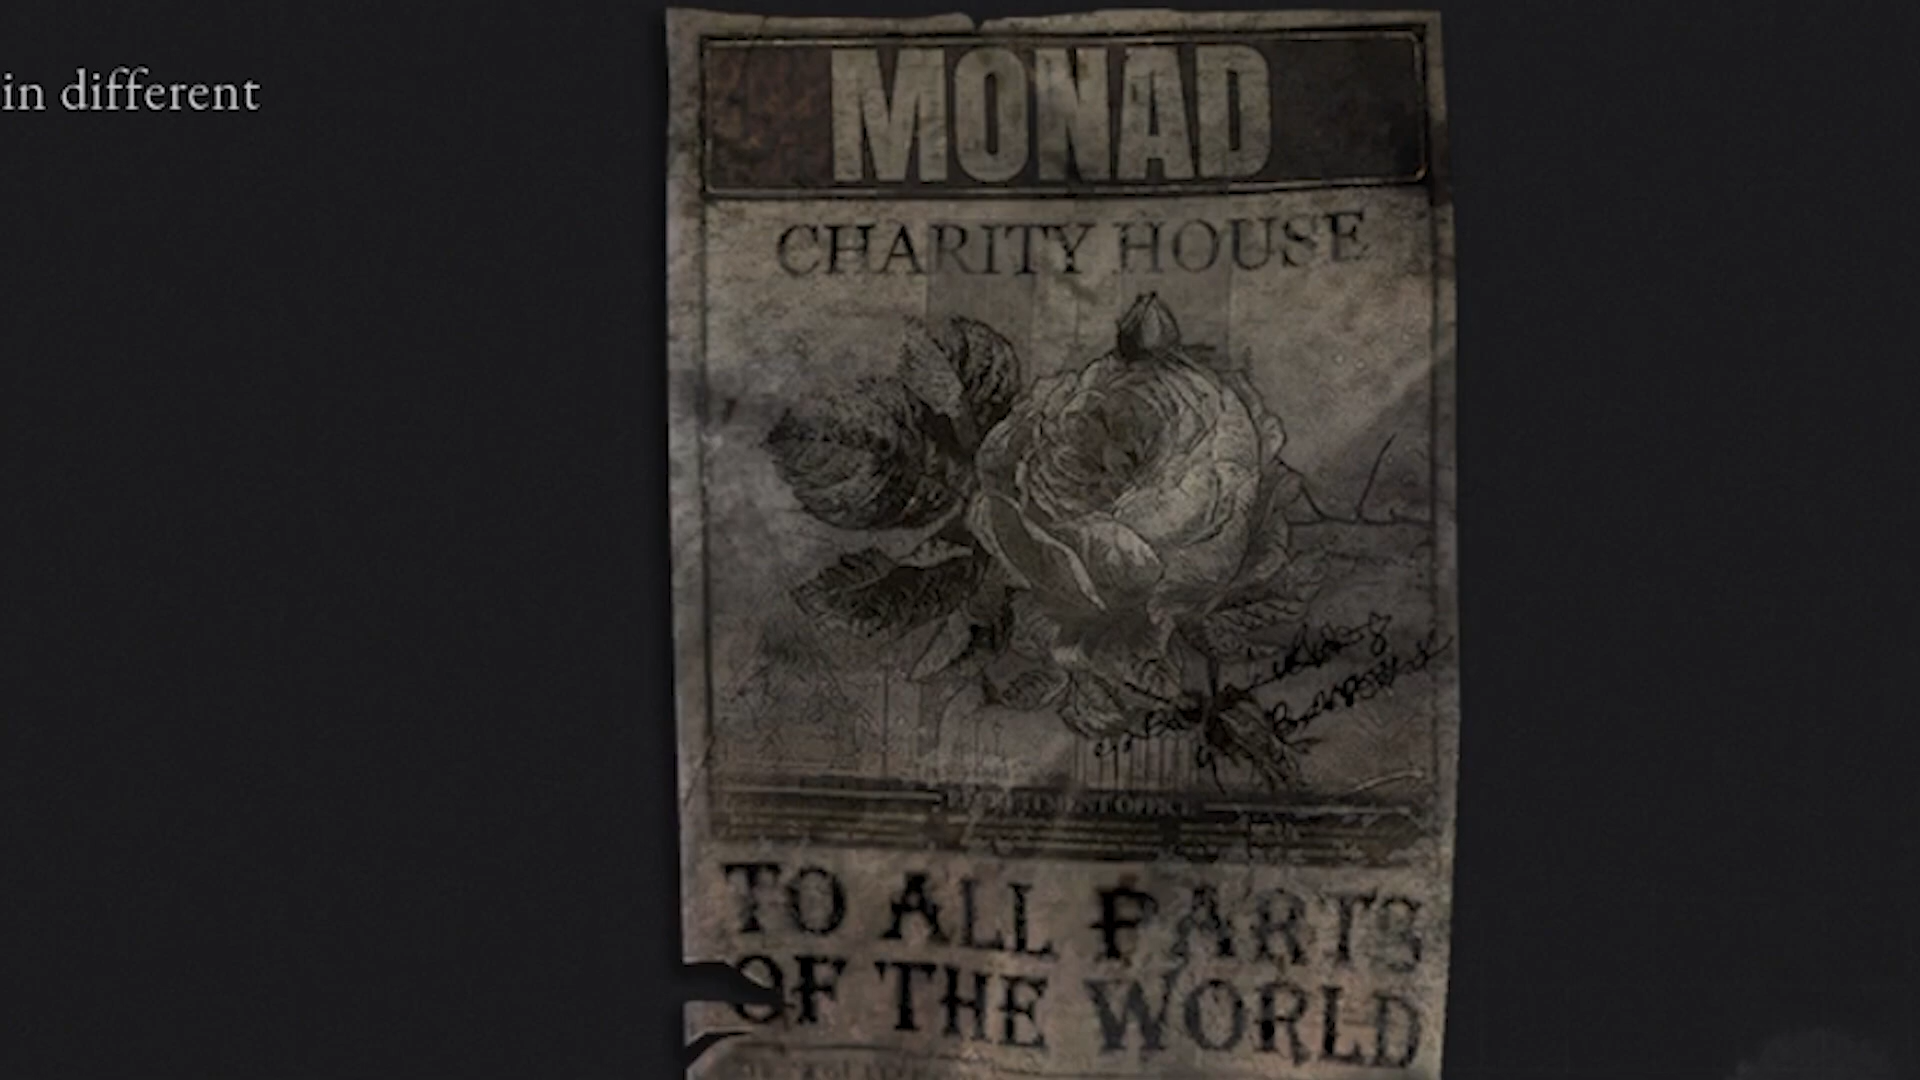 in different
MONAD
CHARITY HOUSE
TO ALL PARTS
OF THE WORLD